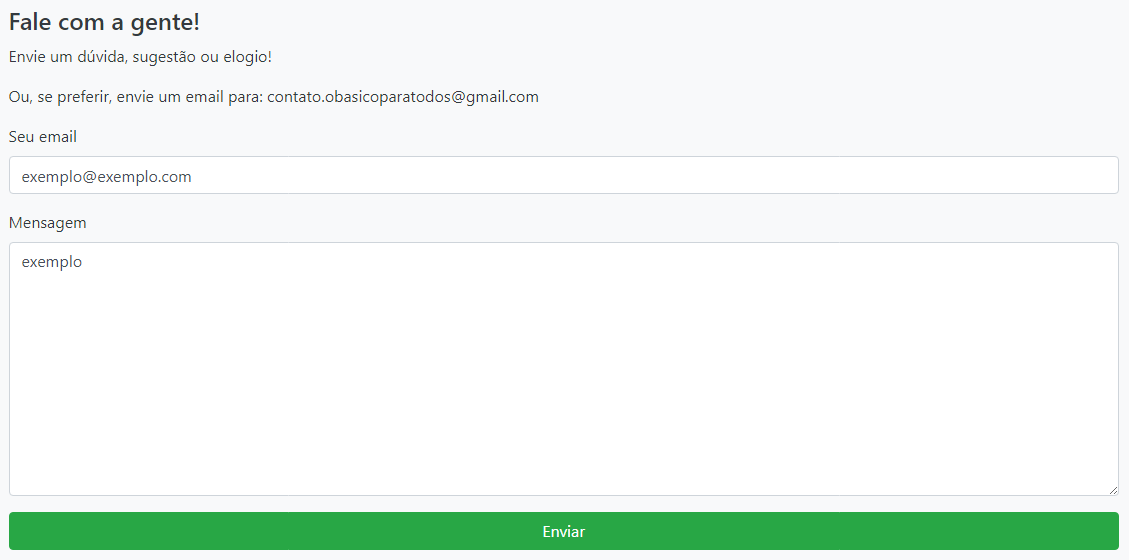 Fale com a gente!
Envie um dúvida, sugestão ou elogio!
Ou, se preferir, envie um email para: contato.obasicoparatodos@gmail.com
Seu email
exemplo@exemplo.com
Mensagem
exemplo
Enviar